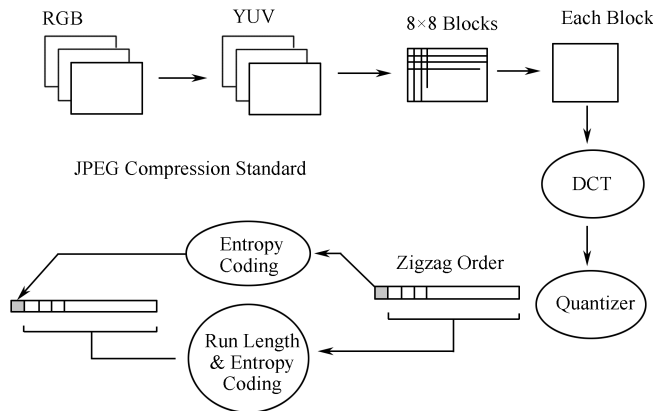 RGB
YUV
8×8 Blocks
Each Block
JPEG Compression Standard
DCT
Entropy
Coding
Zigzag Order
Quantizer
Run Length
& Entropy
Coding